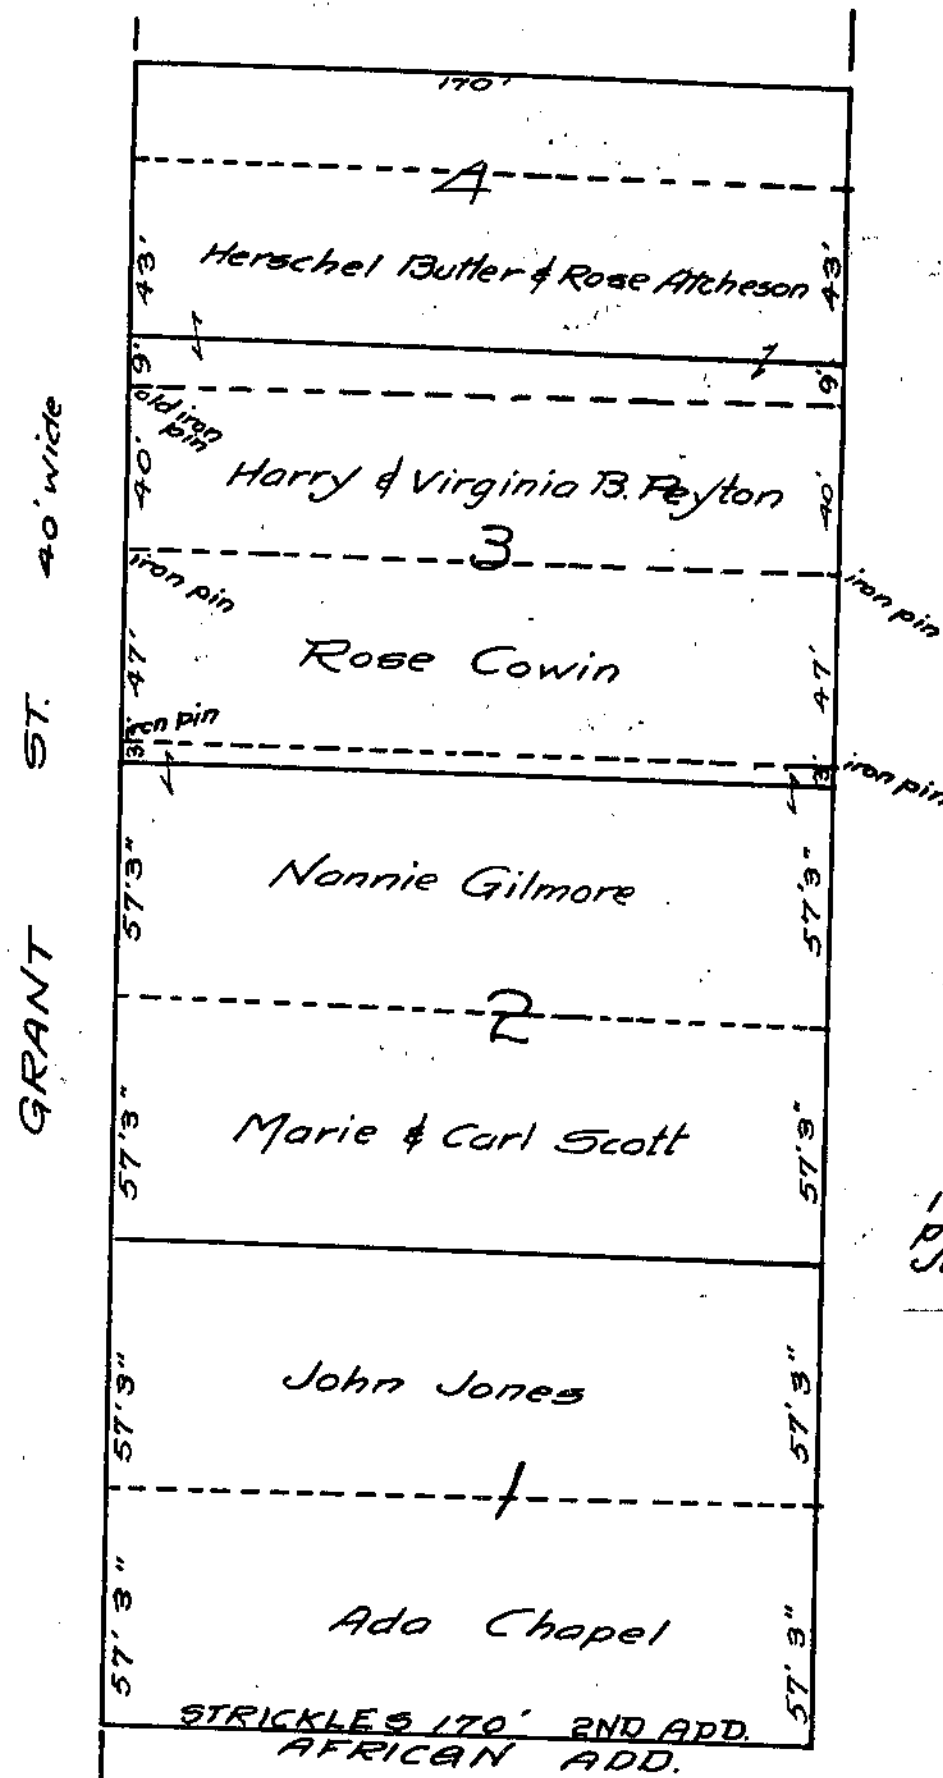 170'
4
43'
Herschel Butler & Rose Atcheson
43'
9'
9'
old iron pin
40'
Harry & Virginia B. Peyton
40'
3
iron pin
iron pin
47'
Rose Cowin
47'
iron pin
3'
3'
iron pin
57'3"
Nannie Gilmore
57'3"
2
57'3"
Marie & Carl Scott
57'3"
57'3"
John Jones
57'3"
1
57'3"
Ada Chapel
57'3"
STRICKLES 170' 2ND ADD.
AFRICAN ADD.
GRANT ST. 40' wide